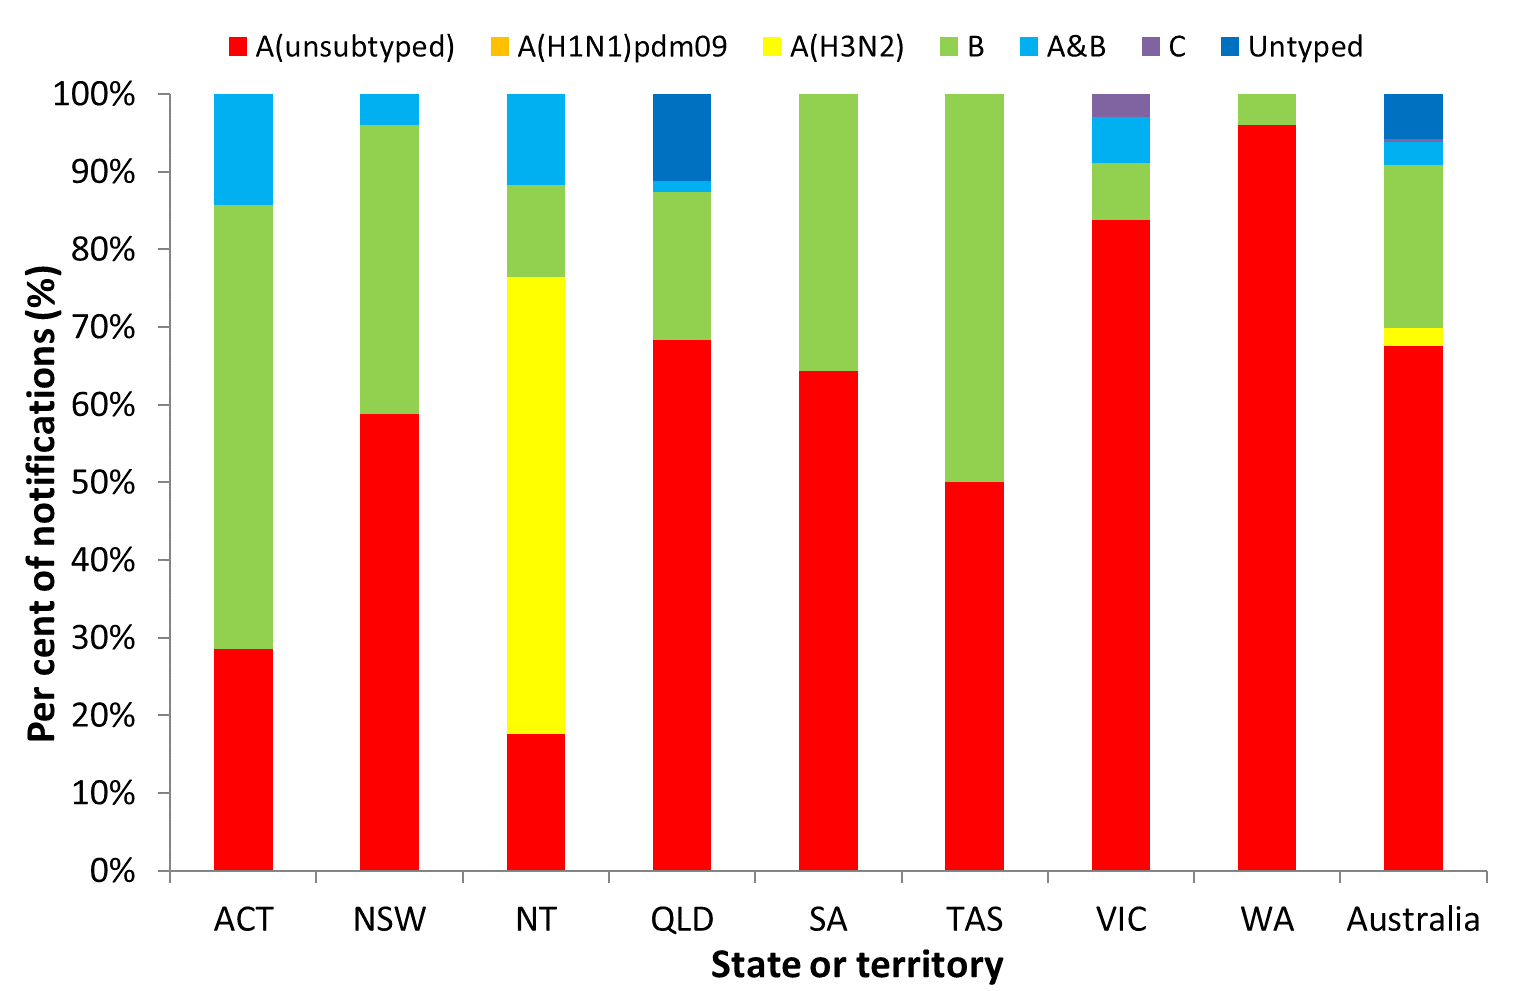 A(unsubtyped) A(H1N1)pdm09 A(H3N2) B A&B C Untyped
100%
90%
80%
70%
60%
50%
40%
30%
20%
10%
0%
Per cent of notifications (%)
ACT NSW NT QLD SA TAS VIC WA Australia
State or territory